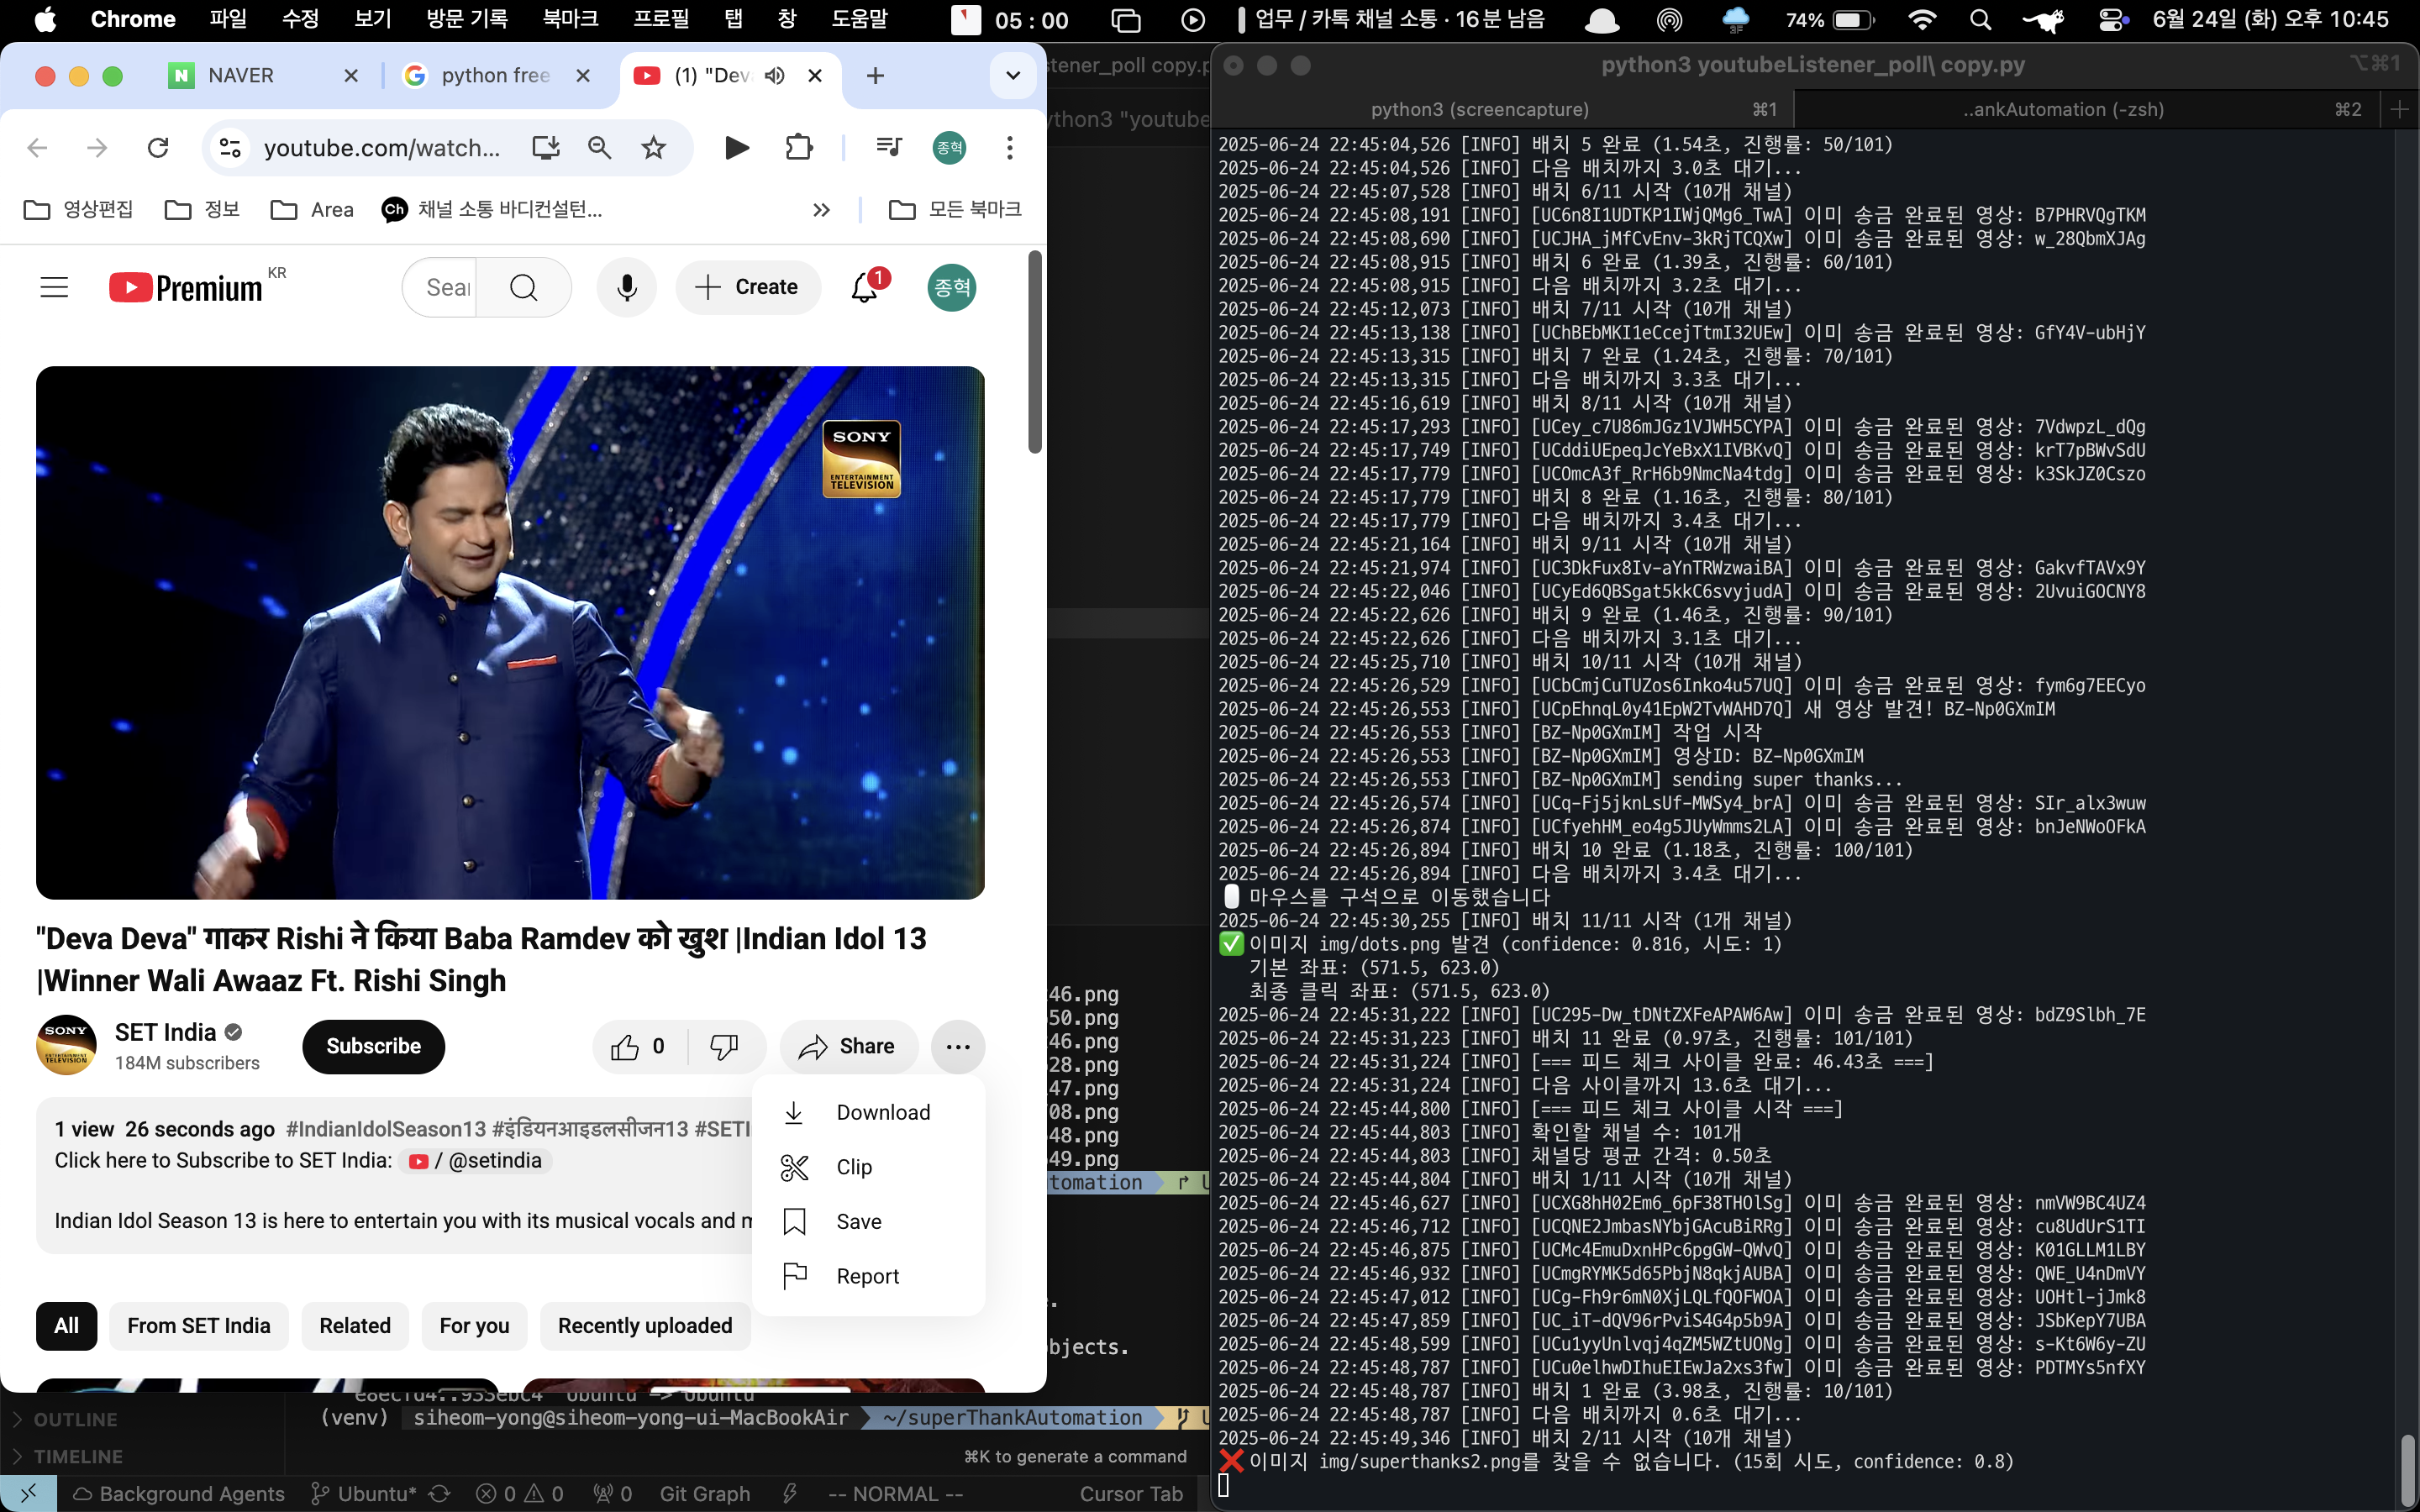 Chrome 파일 수정 보기 방문 기록 북마크 프로필 탭 창 도움말 05 : 00 업무 / 카톡 채널 소통 · 16분 남음 3F 74% 6월 24일 (화) 오후 10:45
NAVER
python free
(1) "Dev
youtube.com/watch...
종혁
영상편집
정보
Area
Ch 채널 소통 바디컨설턴...
모든 북마크
Premium KR
Sear
Create
1
종혁
SONY
ENTERTAINMENT
TELEVISION
"Deva Deva" गाकर Rishi ने किया Baba Ramdev को खुश |Indian Idol 13
|Winner Wali Awaaz Ft. Rishi Singh
SONY
ENTERTAINMENT
TELEVISION
SET India
184M subscribers
Subscribe
0
Share
1 view 26 seconds ago #IndianIdolSeason13 #इंडियनआइडलसीजन13 #SETI
Click here to Subscribe to SET India: / @setindia
Indian Idol Season 13 is here to entertain you with its musical vocals and m
Download
Clip
Save
Report
All
From SET India
Related
For you
Recently uploaded
stener_poll copy.p
ython3 "youtube
46.png
50.png
46.png
28.png
47.png
08.png
48.png
49.png
tomation
bjects.
e8ecfd4..933ebc4 Ubuntu -> Ubuntu
(venv) siheom-yong@siheom-yong-ui-MacBookAir ~/superThankAutomation
OUTLINE
TIMELINE
⌘K to generate a command
Background Agents Ubuntu* 0 0 0 Git Graph -- NORMAL -- Cursor Tab
python3 youtubeListener_poll\ copy.py ⌥⌘1
python3 (screencapture) ⌘1
..ankAutomation (-zsh) ⌘2
2025-06-24 22:45:04,526 [INFO] 배치 5 완료 (1.54초, 진행률: 50/101)
2025-06-24 22:45:04,526 [INFO] 다음 배치까지 3.0초 대기...
2025-06-24 22:45:07,528 [INFO] 배치 6/11 시작 (10개 채널)
2025-06-24 22:45:08,191 [INFO] [UC6n8I1UDTKP1IWjQMg6_TwA] 이미 송금 완료된 영상: B7PHRVQgTKM
2025-06-24 22:45:08,690 [INFO] [UCJHA_jMfCvEnv-3kRjTCQXw] 이미 송금 완료된 영상: w_28QbmXJAg
2025-06-24 22:45:08,915 [INFO] 배치 6 완료 (1.39초, 진행률: 60/101)
2025-06-24 22:45:08,915 [INFO] 다음 배치까지 3.2초 대기...
2025-06-24 22:45:12,073 [INFO] 배치 7/11 시작 (10개 채널)
2025-06-24 22:45:13,138 [INFO] [UChBEbMKI1eCcejTtmI32UEw] 이미 송금 완료된 영상: GfY4V-ubHjY
2025-06-24 22:45:13,315 [INFO] 배치 7 완료 (1.24초, 진행률: 70/101)
2025-06-24 22:45:13,315 [INFO] 다음 배치까지 3.3초 대기...
2025-06-24 22:45:16,619 [INFO] 배치 8/11 시작 (10개 채널)
2025-06-24 22:45:17,293 [INFO] [UCey_c7U86mJGz1VJWH5CYPA] 이미 송금 완료된 영상: 7VdwpzL_dQg
2025-06-24 22:45:17,749 [INFO] [UCddiUEpeqJcYeBxX1IVBKvQ] 이미 송금 완료된 영상: krT7pBWvSdU
2025-06-24 22:45:17,779 [INFO] [UCOmcA3f_RrH6b9NmcNa4tdg] 이미 송금 완료된 영상: k3SkJZ0Cszo
2025-06-24 22:45:17,779 [INFO] 배치 8 완료 (1.16초, 진행률: 80/101)
2025-06-24 22:45:17,779 [INFO] 다음 배치까지 3.4초 대기...
2025-06-24 22:45:21,164 [INFO] 배치 9/11 시작 (10개 채널)
2025-06-24 22:45:21,974 [INFO] [UC3DkFux8Iv-aYnTRWzwaiBA] 이미 송금 완료된 영상: GakvfTAVx9Y
2025-06-24 22:45:22,046 [INFO] [UCyEd6QBSgat5kkC6svyjudA] 이미 송금 완료된 영상: 2UvuiGOCNY8
2025-06-24 22:45:22,626 [INFO] 배치 9 완료 (1.46초, 진행률: 90/101)
2025-06-24 22:45:22,626 [INFO] 다음 배치까지 3.1초 대기...
2025-06-24 22:45:25,710 [INFO] 배치 10/11 시작 (10개 채널)
2025-06-24 22:45:26,529 [INFO] [UCbCmjCuTUZos6Inko4u57UQ] 이미 송금 완료된 영상: fym6g7EECyo
2025-06-24 22:45:26,553 [INFO] [UCpEhnqL0y41EpW2TvWAHD7Q] 새 영상 발견! BZ-Np0GXmIM
2025-06-24 22:45:26,553 [INFO] [BZ-Np0GXmIM] 작업 시작
2025-06-24 22:45:26,553 [INFO] [BZ-Np0GXmIM] 영상ID: BZ-Np0GXmIM
2025-06-24 22:45:26,553 [INFO] [BZ-Np0GXmIM] sending super thanks...
2025-06-24 22:45:26,574 [INFO] [UCq-Fj5jknLsUf-MWSy4_brA] 이미 송금 완료된 영상: SIr_alx3wuw
2025-06-24 22:45:26,874 [INFO] [UCfyehHM_eo4g5JUyWmms2LA] 이미 송금 완료된 영상: bnJeNWoOFkA
2025-06-24 22:45:26,894 [INFO] 배치 10 완료 (1.18초, 진행률: 100/101)
2025-06-24 22:45:26,894 [INFO] 다음 배치까지 3.4초 대기...
마우스를 구석으로 이동했습니다
2025-06-24 22:45:30,255 [INFO] 배치 11/11 시작 (1개 채널)
✅ 이미지 img/dots.png 발견 (confidence: 0.816, 시도: 1)
기본 좌표: (571.5, 623.0)
최종 클릭 좌표: (571.5, 623.0)
2025-06-24 22:45:31,222 [INFO] [UC295-Dw_tDNtZXFeAPAW6Aw] 이미 송금 완료된 영상: bdZ9Slbh_7E
2025-06-24 22:45:31,223 [INFO] 배치 11 완료 (0.97초, 진행률: 101/101)
2025-06-24 22:45:31,224 [INFO] [=== 피드 체크 사이클 완료: 46.43초 ===]
2025-06-24 22:45:31,224 [INFO] 다음 사이클까지 13.6초 대기...
2025-06-24 22:45:44,800 [INFO] [=== 피드 체크 사이클 시작 ===]
2025-06-24 22:45:44,803 [INFO] 확인할 채널 수: 101개
2025-06-24 22:45:44,803 [INFO] 채널당 평균 간격: 0.50초
2025-06-24 22:45:44,804 [INFO] 배치 1/11 시작 (10개 채널)
2025-06-24 22:45:46,627 [INFO] [UCXG8hH02Em6_6pF38THOlSg] 이미 송금 완료된 영상: nmVW9BC4UZ4
2025-06-24 22:45:46,712 [INFO] [UCQNE2JmbasNYbjGAcuBiRRg] 이미 송금 완료된 영상: cu8UdUrS1TI
2025-06-24 22:45:46,875 [INFO] [UCMc4EmuDxnHPc6pgGW-QWvQ] 이미 송금 완료된 영상: K01GLLM1LBY
2025-06-24 22:45:46,932 [INFO] [UCmgRYMK5d65PbjN8qkjAUBA] 이미 송금 완료된 영상: QWE_U4nDmVY
2025-06-24 22:45:47,012 [INFO] [UCg-Fh9r6mN0XjLQLfQOFWOA] 이미 송금 완료된 영상: UOHtl-jJmk8
2025-06-24 22:45:47,859 [INFO] [UC_iT-dQV96rPviS4G4p5b9A] 이미 송금 완료된 영상: JSbKepY7UBA
2025-06-24 22:45:48,599 [INFO] [UCu1yyUnlvqj4qZM5WZtUONg] 이미 송금 완료된 영상: s-Kt6W6y-ZU
2025-06-24 22:45:48,787 [INFO] [UCu0elhwDIhuEIEwJa2xs3fw] 이미 송금 완료된 영상: PDTMYs5nfXY
2025-06-24 22:45:48,787 [INFO] 배치 1 완료 (3.98초, 진행률: 10/101)
2025-06-24 22:45:48,787 [INFO] 다음 배치까지 0.6초 대기...
2025-06-24 22:45:49,346 [INFO] 배치 2/11 시작 (10개 채널)
❌ 이미지 img/superthanks2.png를 찾을 수 없습니다. (15회 시도, confidence: 0.8)